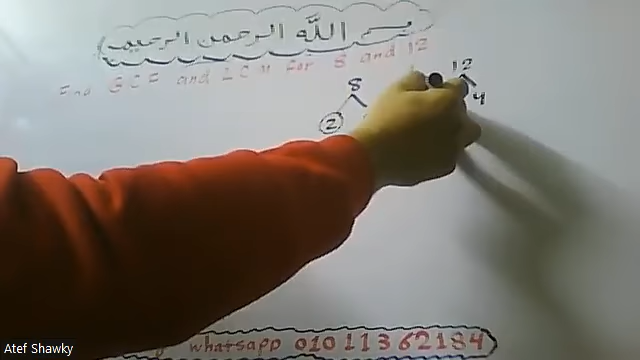 بسم الله الرحمن الرحيم
Find GCF and LCM for 8 and 12
8
12
2
4
whatsapp 01011362184
Atef Shawky